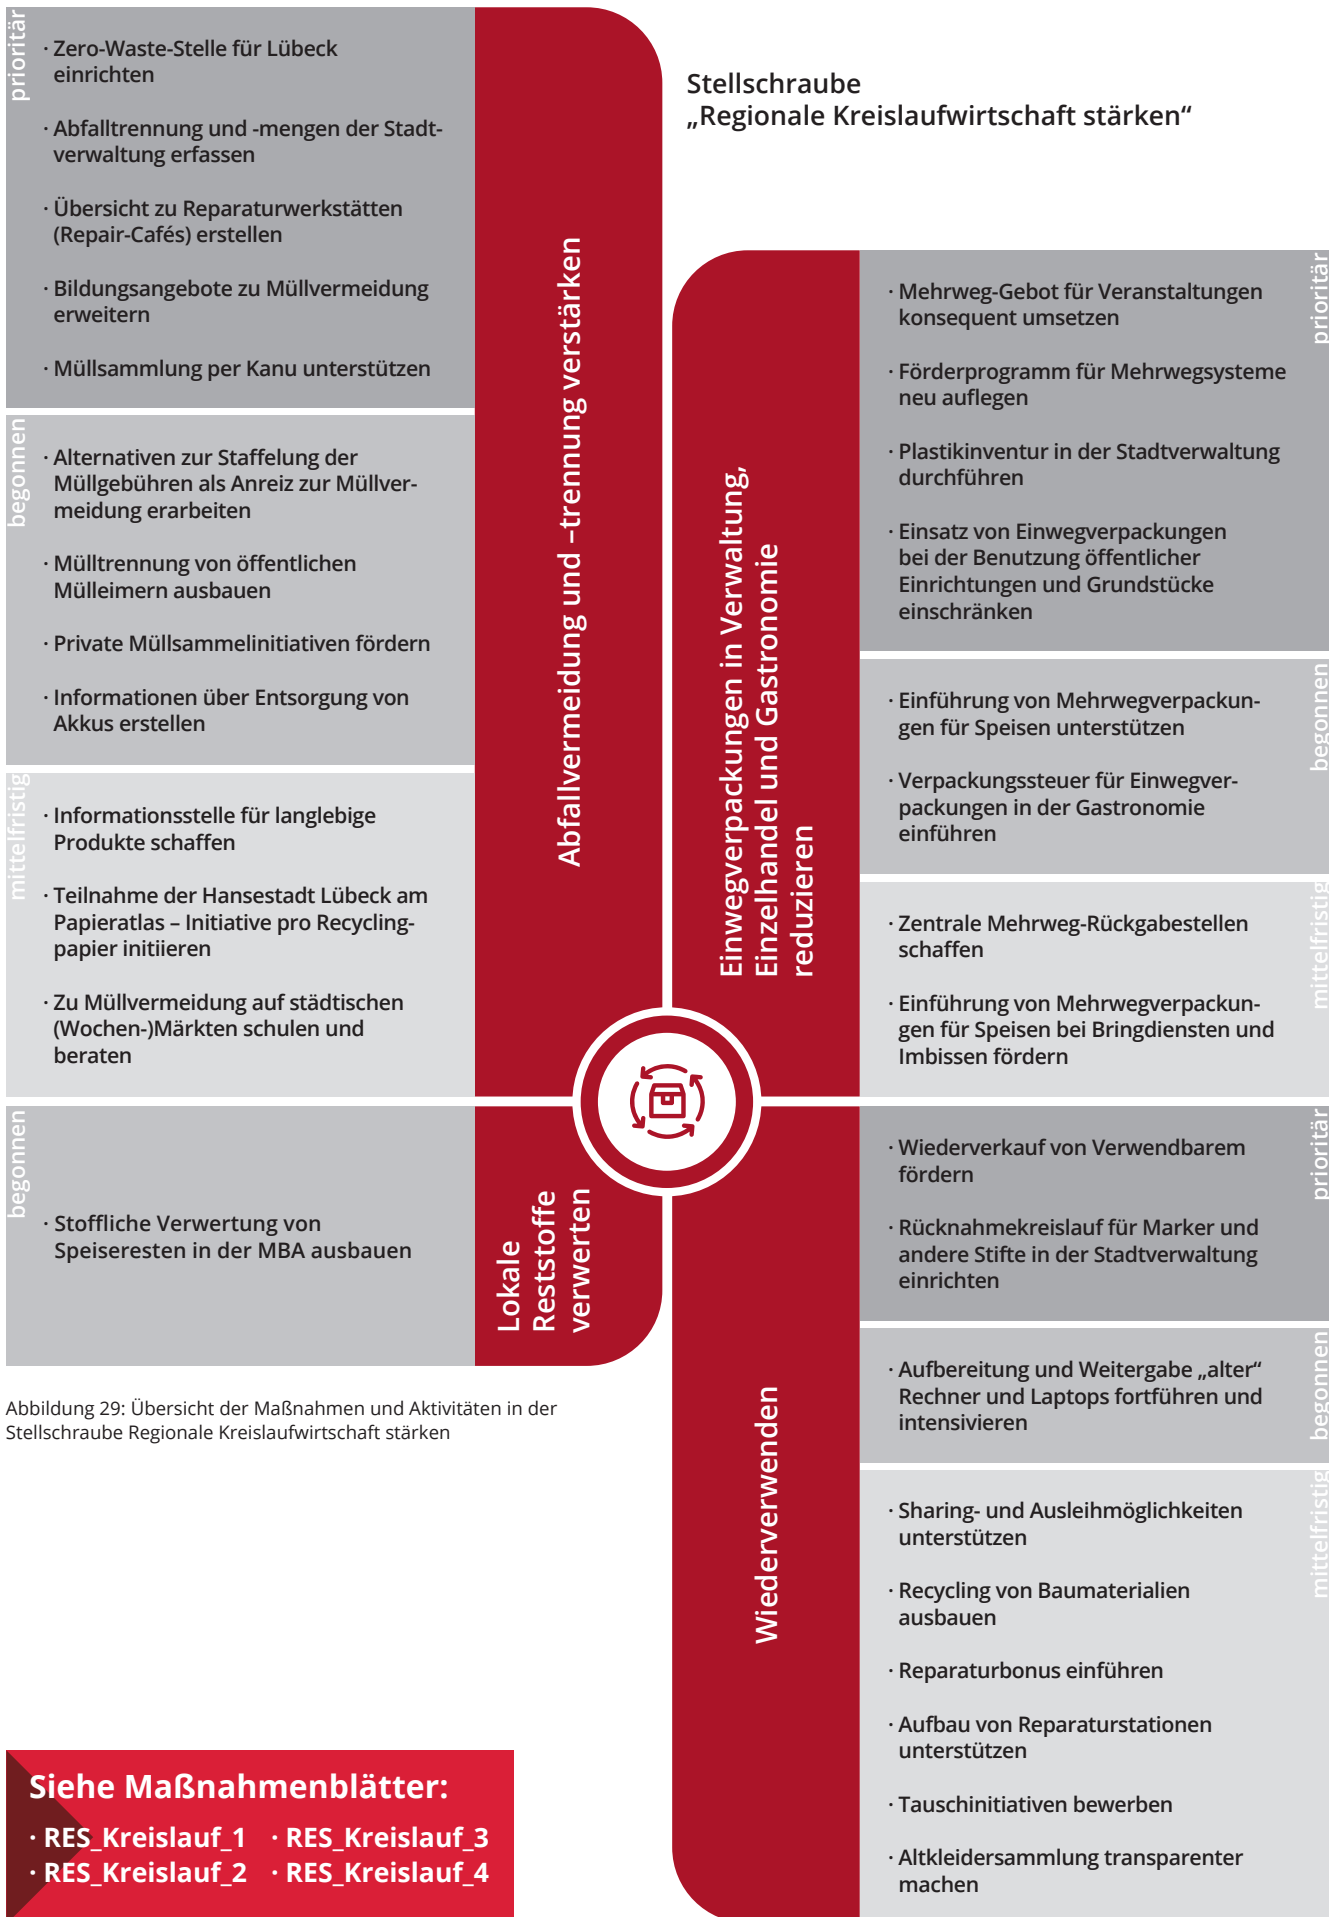 Stellschraube
„Regionale Kreislaufwirtschaft stärken“
prioritär
· Zero-Waste-Stelle für Lübeck
einrichten
· Abfalltrennung und -mengen der Stadt-
verwaltung erfassen
· Übersicht zu Reparaturwerkstätten
(Repair-Cafés) erstellen
· Bildungsangebote zu Müllvermeidung
erweitern
· Müllsammlung per Kanu unterstützen
begonnen
· Alternativen zur Staffelung der
Müllgebühren als Anreiz zur Müllver-
meidung erarbeiten
· Mülltrennung von öffentlichen
Mülleimern ausbauen
· Private Müllsammelinitiativen fördern
· Informationen über Entsorgung von
Akkus erstellen
mittelfristig
· Informationsstelle für langlebige
Produkte schaffen
· Teilnahme der Hansestadt Lübeck am
Papieratlas – Initiative pro Recycling-
papier initiieren
· Zu Müllvermeidung auf städtischen
(Wochen-)Märkten schulen und
beraten
Abfallvermeidung und –trennung verstärken
begonnen
· Stoffliche Verwertung von
Speiseresten in der MBA ausbauen
Lokale
Reststoffe
verwerten
Einwegverpackungen in Verwaltung,
Einzelhandel und Gastronomie
reduzieren
prioritär
· Mehrweg-Gebot für Veranstaltungen
konsequent umsetzen
· Förderprogramm für Mehrwegsysteme
neu auflegen
· Plastikinventur in der Stadtverwaltung
durchführen
· Einsatz von Einwegverpackungen
bei der Benutzung öffentlicher
Einrichtungen und Grundstücke
einschränken
begonnen
· Einführung von Mehrwegverpackun-
gen für Speisen unterstützen
· Verpackungssteuer für Einwegver-
packungen in der Gastronomie
einführen
mittelfristig
· Zentrale Mehrweg-Rückgabestellen
schaffen
· Einführung von Mehrwegverpackun-
gen für Speisen bei Bringdiensten und
Imbissen fördern
Wiederverwenden
prioritär
· Wiederverkauf von Verwendbarem
fördern
· Rücknahmekreislauf für Marker und
andere Stifte in der Stadtverwaltung
einrichten
begonnen
· Aufbereitung und Weitergabe „alter“
Rechner und Laptops fortführen und
intensivieren
mittelfristig
· Sharing- und Ausleihmöglichkeiten
unterstützen
· Recycling von Baumaterialien
ausbauen
· Reparaturbonus einführen
· Aufbau von Reparaturstationen
unterstützen
· Tauschinitiativen bewerben
· Altkleidersammlung transparenter
machen
Abbildung 29: Übersicht der Maßnahmen und Aktivitäten in der
Stellschraube Regionale Kreislaufwirtschaft stärken
Siehe Maßnahmenblätter:
· RES_Kreislauf_1 · RES_Kreislauf_3
· RES_Kreislauf_2 · RES_Kreislauf_4